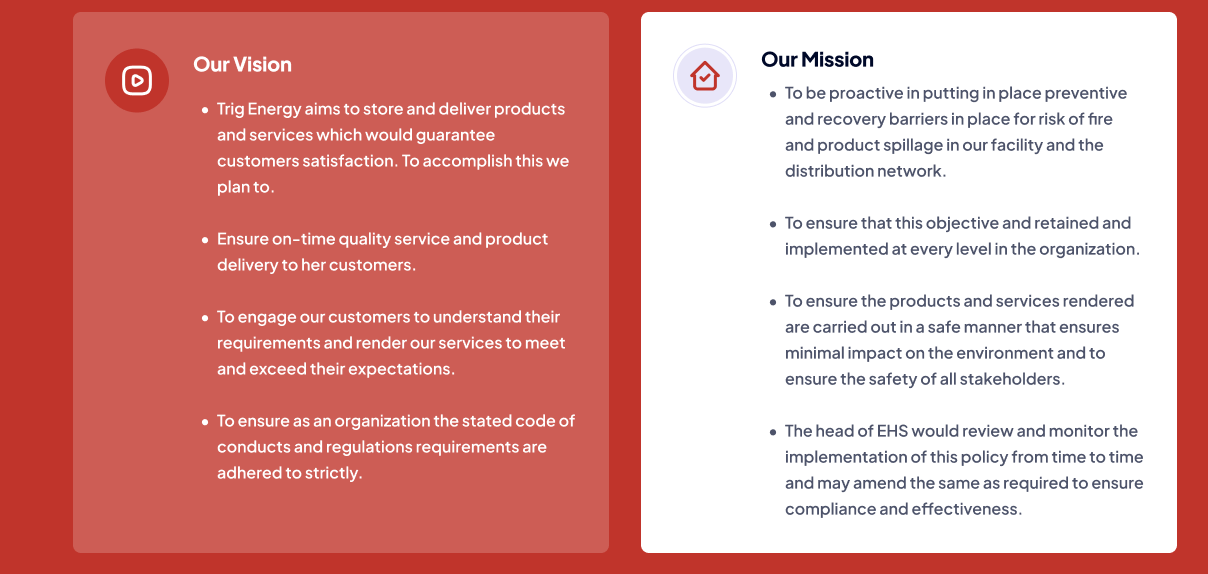 Our Vision
• Trig Energy aims to store and deliver products
and services which would guarantee
customers satisfaction. To accomplish this we
plan to.
• Ensure on-time quality service and product
delivery to her customers.
• To engage our customers to understand their
requirements and render our services to meet
and exceed their expectations.
• To ensure as an organization the stated code of
conducts and regulations requirements are
adhered to strictly.
Our Mission
• To be proactive in putting in place preventive
and recovery barriers in place for risk of fire
and product spillage in our facility and the
distribution network.
• To ensure that this objective and retained and
implemented at every level in the organization.
• To ensure the products and services rendered
are carried out in a safe manner that ensures
minimal impact on the environment and to
ensure the safety of all stakeholders.
• The head of EHS would review and monitor the
implementation of this policy from time to time
and may amend the same as required to ensure
compliance and effectiveness.